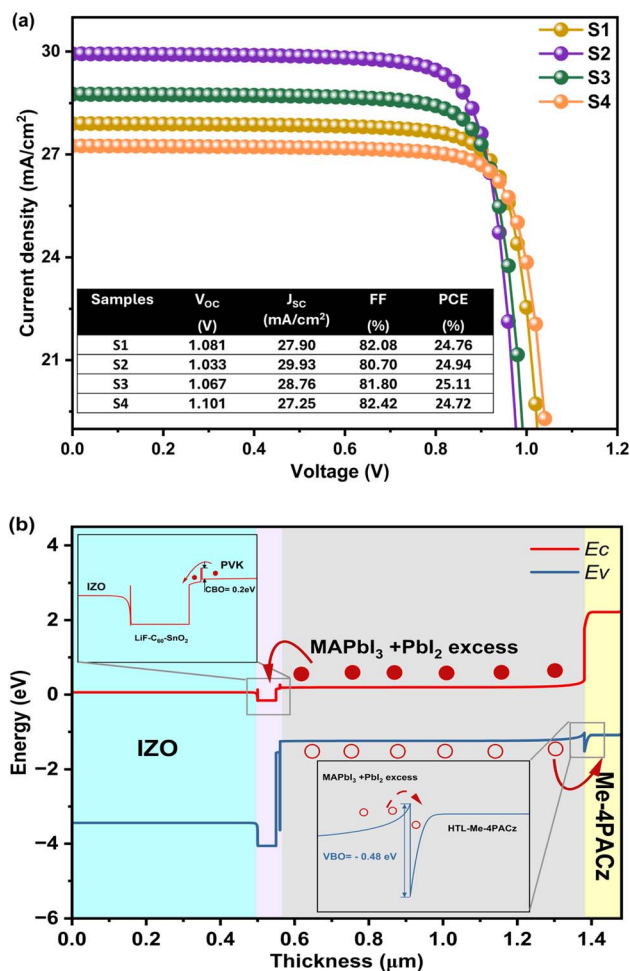 (a)
S1
S2
S3
S4
30
27
24
21
Current density (mA/cm²)
Samples VOC (V) JSC (mA/cm²) FF (%) PCE (%)
S1 1.081 27.90 82.08 24.76
S2 1.033 29.93 80.70 24.94
S3 1.067 28.76 81.80 25.11
S4 1.101 27.25 82.42 24.72
0.0 0.2 0.4 0.6 0.8 1.0 1.2
Voltage (V)
(b)
Ec
Ev
4
2
0
−2
−4
−6
Energy (eV)
IZO
PVK
CBO= 0.2eV
LiF-C₆₀-SnO₂
MAPbI₃ +PbI₂ excess
IZO
Me-4PACz
MAPbI₃ +PbI₂ excess
HTL-Me-4PACz
VBO= - 0.48 eV
0.0 0.2 0.4 0.6 0.8 1.0 1.2 1.4
Thickness (μm)